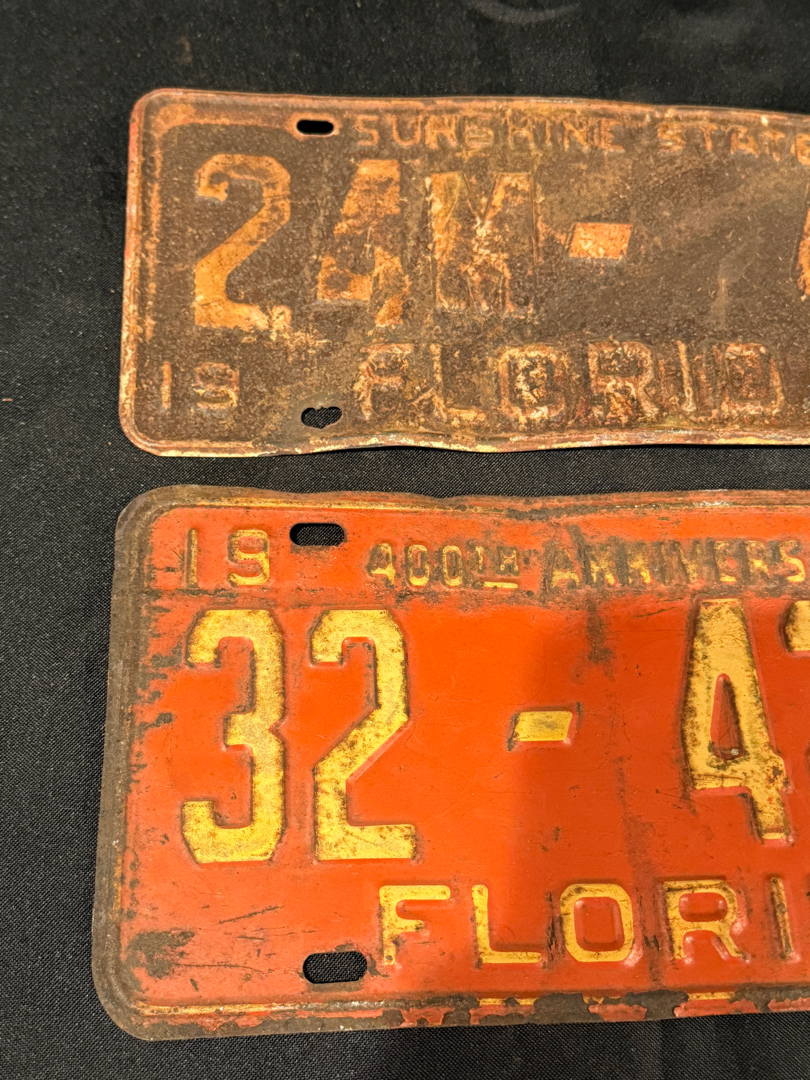 SUNSHINE STATE
24M-
19 FLORID
19 400TH ANNIVERS
32-4
FLORI